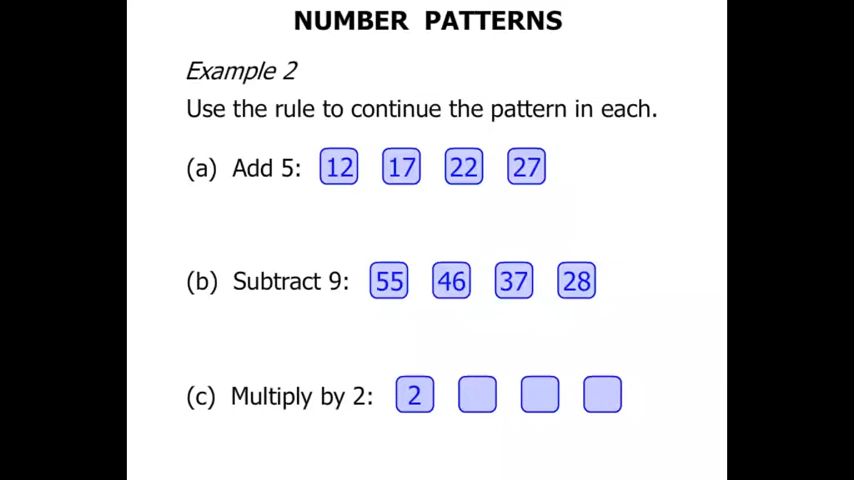 NUMBER PATTERNS
Example 2
Use the rule to continue the pattern in each.
(a) Add 5: 12 17 22 27
(b) Subtract 9: 55 46 37 28
(c) Multiply by 2: 2